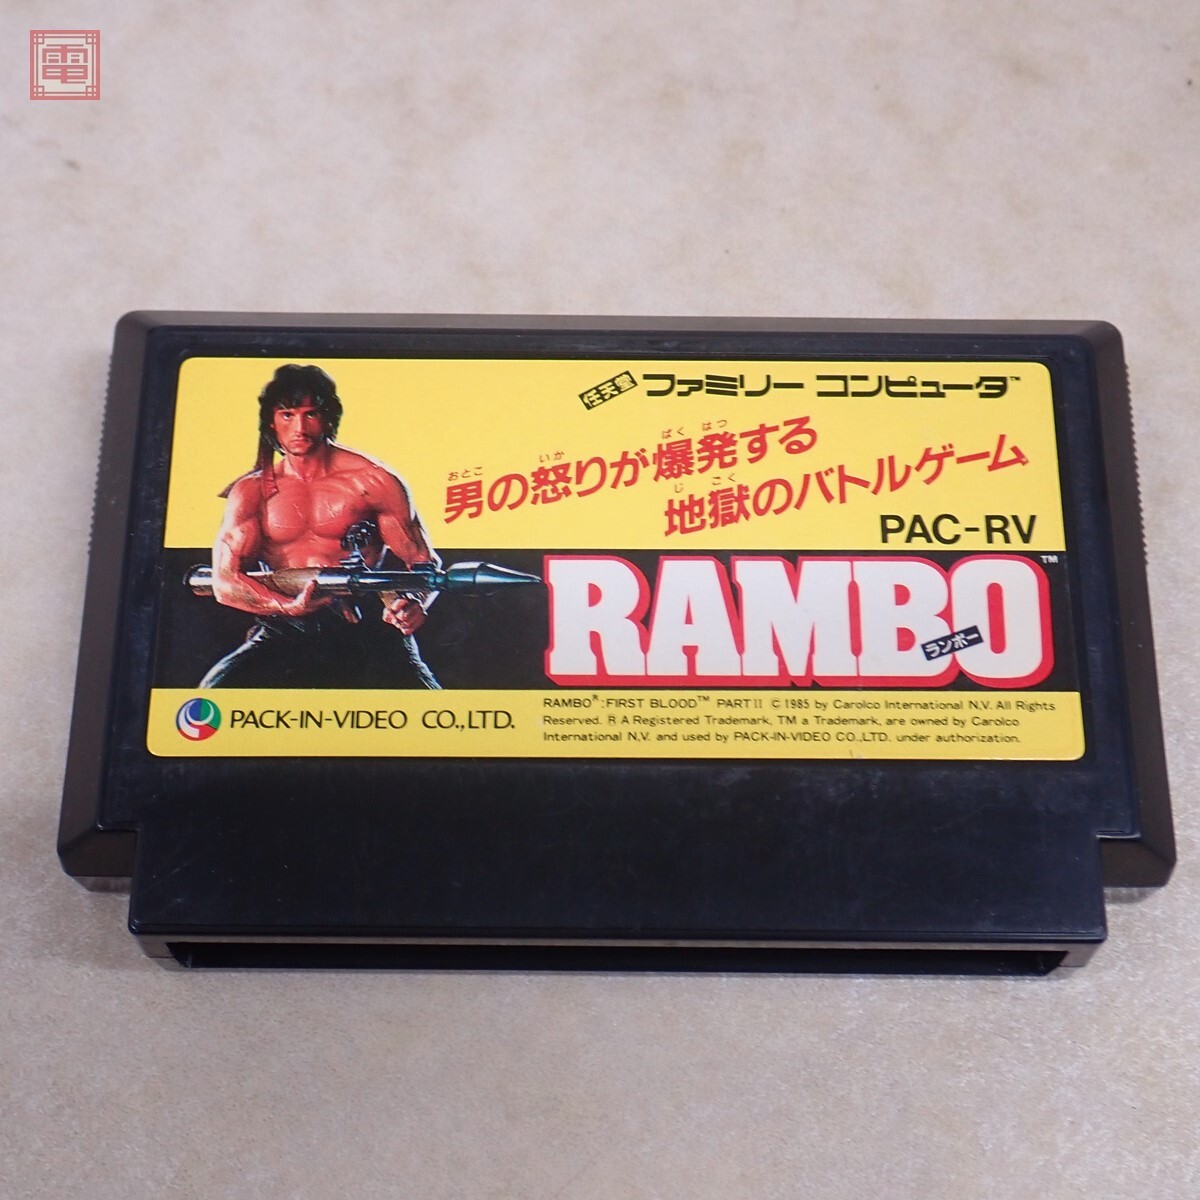 電
任天堂 ファミリー コンピュータ™
おとこ いか ばく はつ
男の怒りが爆発する
じ ごく
地獄のバトルゲーム
PAC-RV
RAMBO™
ランボー
PACK-IN-VIDEO CO.,LTD.
RAMBO®:FIRST BLOOD™ PART II © 1985 by Carolco International N.V. All Rights
Reserved. R A Registered Trademark, TM a Trademark, are owned by Carolco
International N.V. and used by PACK-IN-VIDEO CO.,LTD. under authorization.